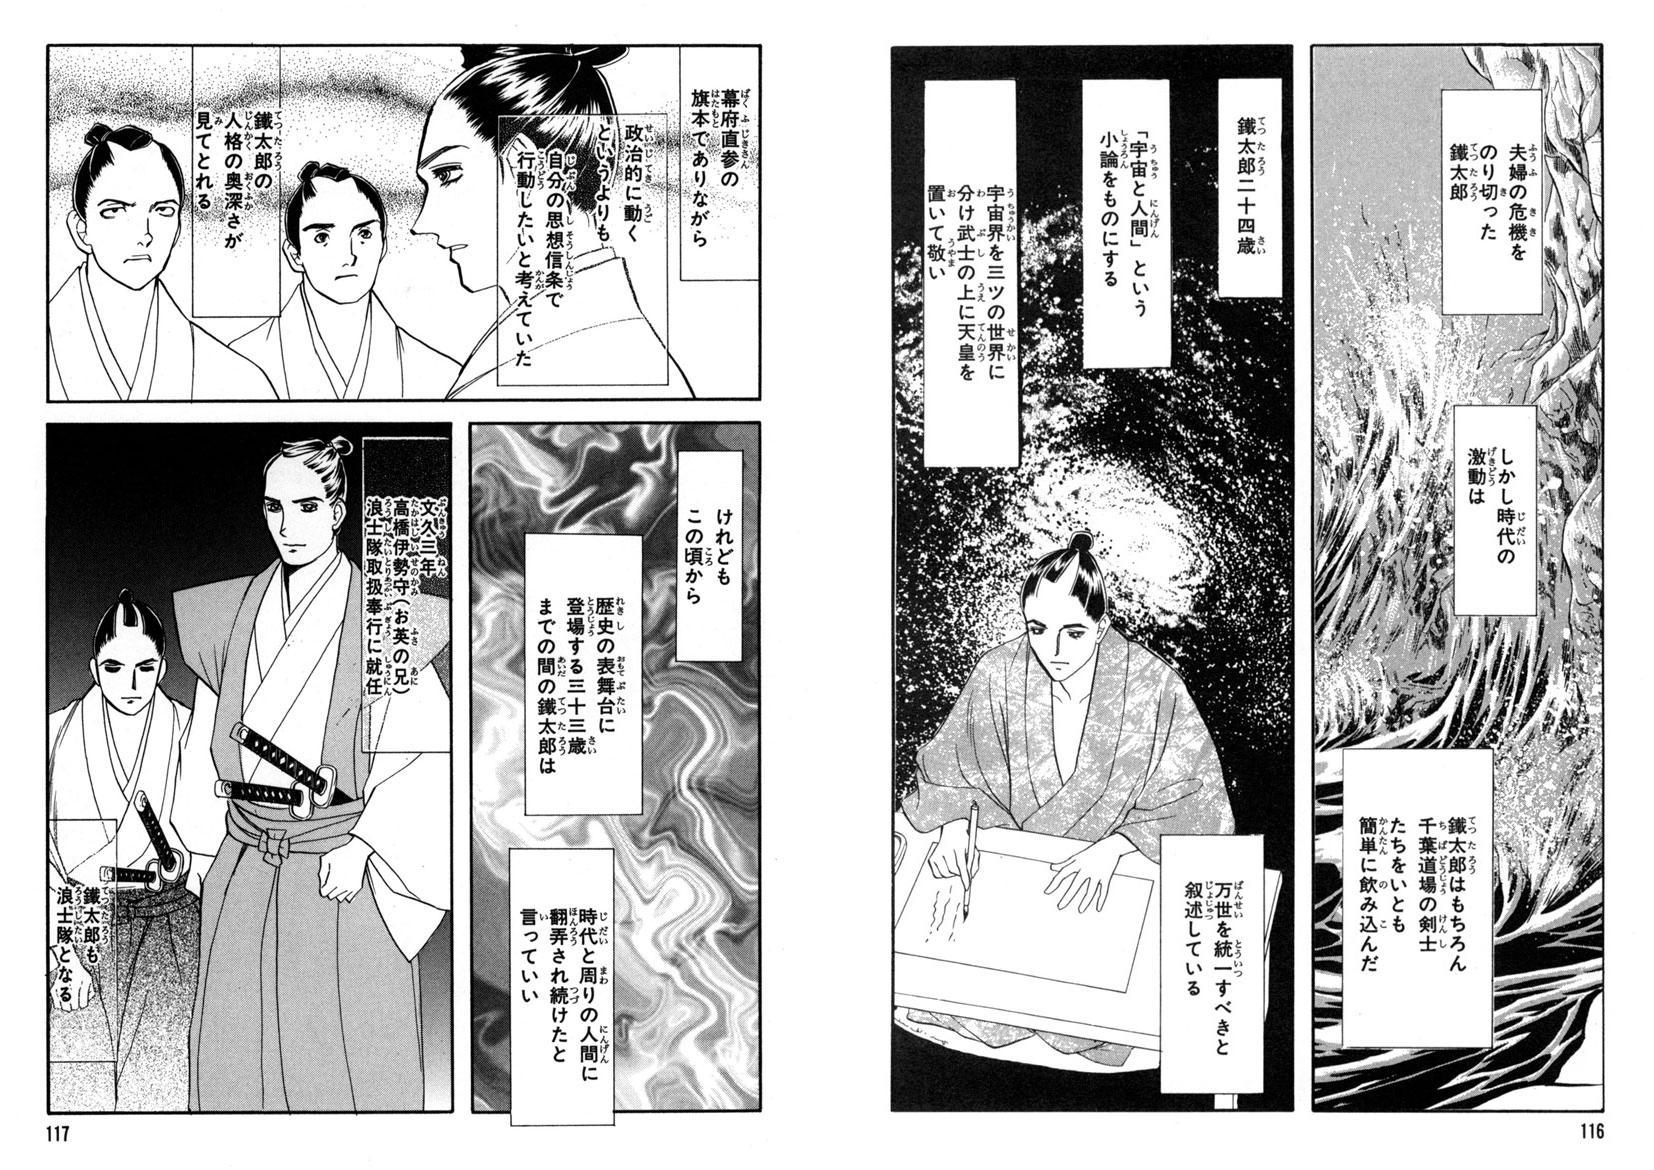 夫婦の危機を
のり切った
鐵太郎
しかし時代の
激動は
鐵太郎はもちろん
千葉道場の剣士
たちをいとも
簡単に飲み込んだ
鐵太郎二十四歳
「宇宙と人間」という
小論をものにする
宇宙界を三ツの世界に
分け武士の上に天皇を
置いて敬い
万世を統一すべきと
叙述している
116
幕府直参の
旗本でありながら
政治的に動く
というよりも
自分の思想信条で
行動したいと考えていた
鐵太郎の
人格の奥深さが
見てとれる
けれども
この頃から
歴史の表舞台に
登場する三十三歳
までの間の鐵太郎は
時代と周りの人間に
翻弄され続けたと
言っていい
文久三年
高橋伊勢守(お英の兄)
浪士隊取扱奉行に就任
鐵太郎も
浪士隊となる
117